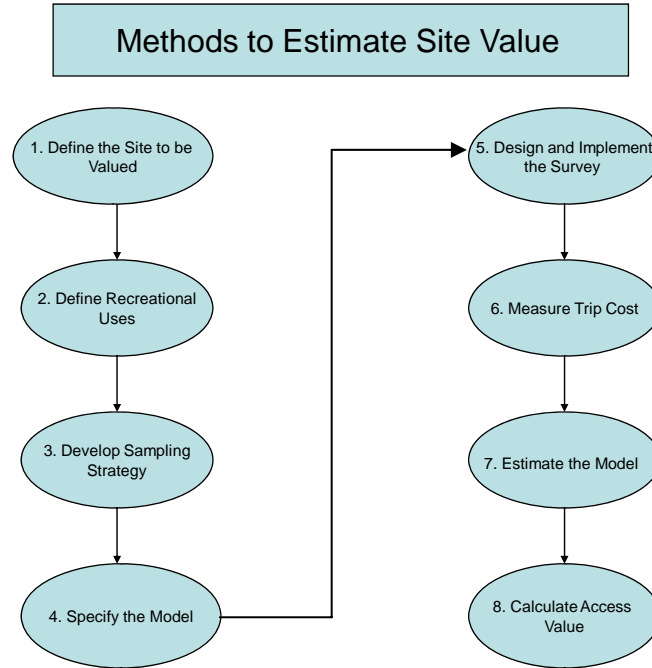 Methods to Estimate Site Value
1. Define the Site to be
Valued
2. Define Recreational
Uses
3. Develop Sampling
Strategy
4. Specify the Model
5. Design and Implement
the Survey
6. Measure Trip Cost
7. Estimate the Model
8. Calculate Access
Value